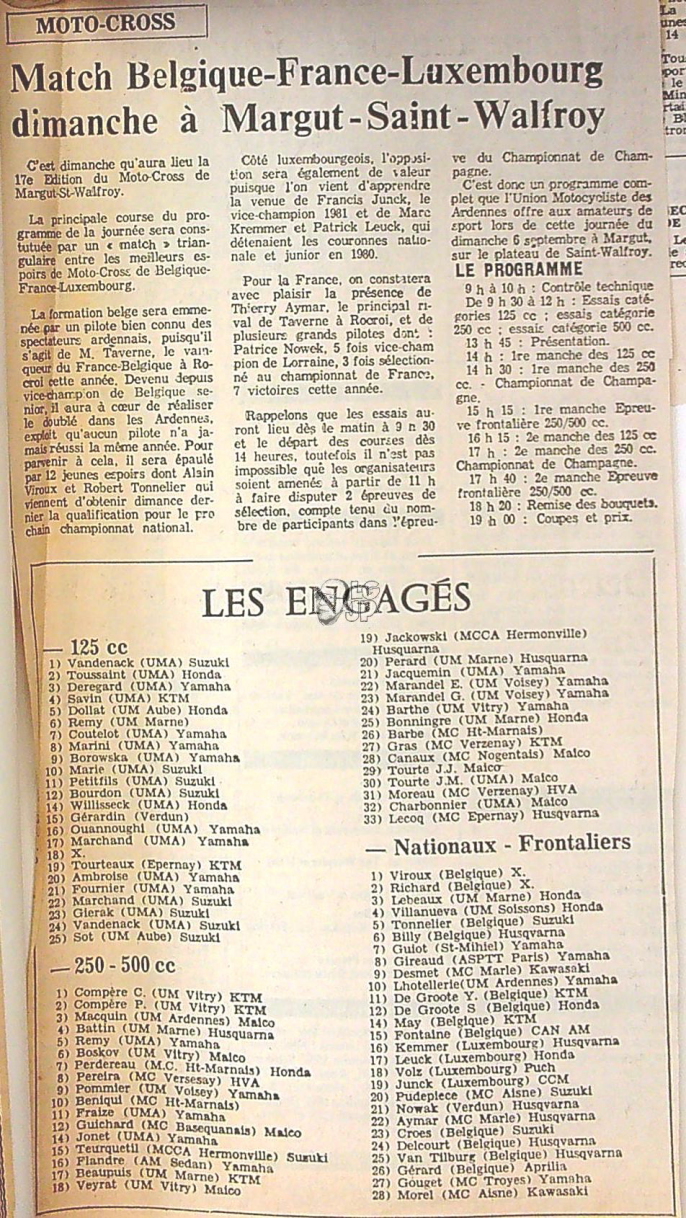 MOTO-CROSS
Match Belgique-France-Luxembourg
dimanche à Margut-Saint-Walfroy
C'est dimanche qu'aura lieu la
17e Edition du Moto-Cross de
Margut-St-Walfroy.
La principale course du pro-
gramme de la journée sera cons-
tutuée par un « match » trian-
gulaire entre les meilleurs es-
poirs de Moto-Cross de Belgique-
France-Luxembourg.
La formation belge sera emme-
née par un pilote bien connu des
spectateurs ardennais, puisqu'il
s'agit de M. Taverne, le vain-
queur du France-Belgique à Ro-
croi cette année. Devenu depuis
vice-champ'on de Belgique se-
nior, il aura à cœur de réaliser
le doublé dans les Ardennes,
exploit qu'aucun pilote n'a ja-
mais réussi la même année. Pour
parvenir à cela, il sera épaulé
par 12 jeunes espoirs dont Alain
Viroux et Robert Tonnelier qui
viennent d'obtenir dimance der-
nier la qualification pour le pro
chain championnat national.
Côté luxembourgeois, l'opposi-
tion sera également de valeur
puisque l'on vient d'apprendre
la venue de Francis Junck, le
vice-champion 1981 et de Marc
Kremmer et Patrick Leuck, qui
détenaient les couronnes natio-
nale et junior en 1980.
Pour la France, on constatera
avec plaisir la présence de
Thierry Aymar, le principal ri-
val de Taverne à Rocroi, et de
plusieurs grands pilotes dont :
Patrice Nowek, 5 fois vice-cham
pion de Lorraine, 3 fois sélection-
né au championnat de France,
7 victoires cette année.
Rappelons que les essais au-
ront lieu dès le matin à 9 h 30
et le départ des courses dès
14 heures, toutefois il n'est pas
impossible que les organisateurs
soient amenés à partir de 11 h
à faire disputer 2 épreuves de
sélection, compte tenu du nom-
bre de participants dans l'épreu-
ve du Championnat de Cham-
pagne.
C'est donc un programme com-
plet que l'Union Motocycliste des
Ardennes offre aux amateurs de
sport lors de cette journée du
dimanche 6 septembre à Margut,
sur le plateau de Saint-Walfroy.
LE PROGRAMME
9 h à 10 h : Contrôle technique
De 9 h 30 à 12 h : Essais caté-
gories 125 cc ; essais catégorie
250 cc ; essais catégorie 500 cc.
13 h 45 : Présentation.
14 h : 1re manche des 125 cc
14 h 30 : 1re manche des 250
cc. - Championnat de Champa-
gne.
15 h 15 : 1re manche Epreu-
ve frontalière 250/500 cc.
16 h 15 : 2e manche des 125 cc
17 h : 2e manche des 250 cc.
Championnat de Champagne.
17 h 40 : 2e manche Epreuve
frontalière 250/500 cc.
18 h 20 : Remise des bouquets.
19 h 00 : Coupes et prix.
LES ENGAGÉS
— 125 cc
1) Vandenack (UMA) Suzuki
2) Toussaint (UMA) Honda
3) Deregard (UMA) Yamaha
4) Savin (UMA) KTM
5) Dollat (UM Aube) Honda
6) Remy (UM Marne)
7) Coutelot (UMA) Yamaha
8) Marini (UMA) Yamaha
9) Borowska (UMA) Yamaha
10) Marie (UMA) Suzuki
11) Petitfils (UMA) Suzuki
12) Bourdon (UMA) Suzuki
14) Willisseck (UMA) Honda
15) Gérardin (Verdun)
16) Ouannoughi (UMA) Yamaha
17) Marchand (UMA) Yamaha
18) X.
19) Tourteaux (Epernay) KTM
20) Ambroise (UMA) Yamaha
21) Fournier (UMA) Yamaha
22) Marchand (UMA) Suzuki
23) Gierak (UMA) Suzuki
24) Vandenack (UMA) Suzuki
25) Sot (UM Aube) Suzuki
— 250 - 500 cc
1) Compère C. (UM Vitry) KTM
2) Compère P. (UM Vitry) KTM
3) Macquin (UM Ardennes) Maico
4) Battin (UM Marne) Husquarna
5) Remy (UMA) Yamaha
6) Boskov (UM Vitry) Maico
7) Perdereau (M.C. Ht-Marnais) Honda
8) Pereira (MC Versesay) HVA
9) Pommier (UM Voisey) Yamaha
10) Beniqui (MC Ht-Marnais)
11) Fraize (UMA) Yamaha
12) Guichard (MC Basequanais) Maico
14) Jonet (UMA) Yamaha
15) Teurquetil (MCCA Hermonville) Suzuki
16) Flandre (AM Sedan) Yamaha
17) Beaupuis (UM Marne) KTM
18) Veyrat (UM Vitry) Maico
19) Jackowski (MCCA Hermonville)
Husquarna
20) Perard (UM Marne) Husquarna
21) Jacquemin (UMA) Yamaha
22) Marandel E. (UM Voisey) Yamaha
23) Marandel G. (UM Voisey) Yamaha
24) Barthe (UM Vitry) Yamaha
25) Bonningre (UM Marne) Honda
26) Barbe (MC Ht-Marnais)
27) Gras (MC Verzenay) KTM
28) Canaux (MC Nogentais) Maico
29) Tourte J.J. Maico
30) Tourte J.M. (UMA) Maico
31) Moreau (MC Verzenay) HVA
32) Charbonnier (UMA) Maico
33) Lecoq (MC Epernay) Husqvarna
— Nationaux - Frontaliers
1) Viroux (Belgique) X.
2) Richard (Belgique) X.
3) Lebeaux (UM Marne) Honda
4) Villanueva (UM Soissons) Honda
5) Tonnelier (Belgique) Suzuki
6) Billy (Belgique) Husqvarna
7) Guiot (St-Mihiel) Yamaha
8) Gireaud (ASPTT Paris) Yamaha
9) Desmet (MC Marle) Kawasaki
10) Lhotellerie(UM Ardennes) Yamaha
11) De Groote Y. (Belgique) KTM
12) De Groote S (Belgique) Honda
14) May (Belgique) KTM
15) Fontaine (Belgique) CAN AM
16) Kemmer (Luxembourg) Husqvarna
17) Leuck (Luxembourg) Honda
18) Volz (Luxembourg) Puch
19) Junck (Luxembourg) CCM
20) Pudepiece (MC Aisne) Suzuki
21) Nowak (Verdun) Husqvarna
22) Aymar (MC Marle) Husqvarna
23) Croes (Belgique) Suzuki
24) Delcourt (Belgique) Husqvarna
25) Van Tilburg (Belgique) Husqvarna
26) Gérard (Belgique) Aprilia
27) Gouget (MC Troyes) Yamaha
28) Morel (MC Aisne) Kawasaki